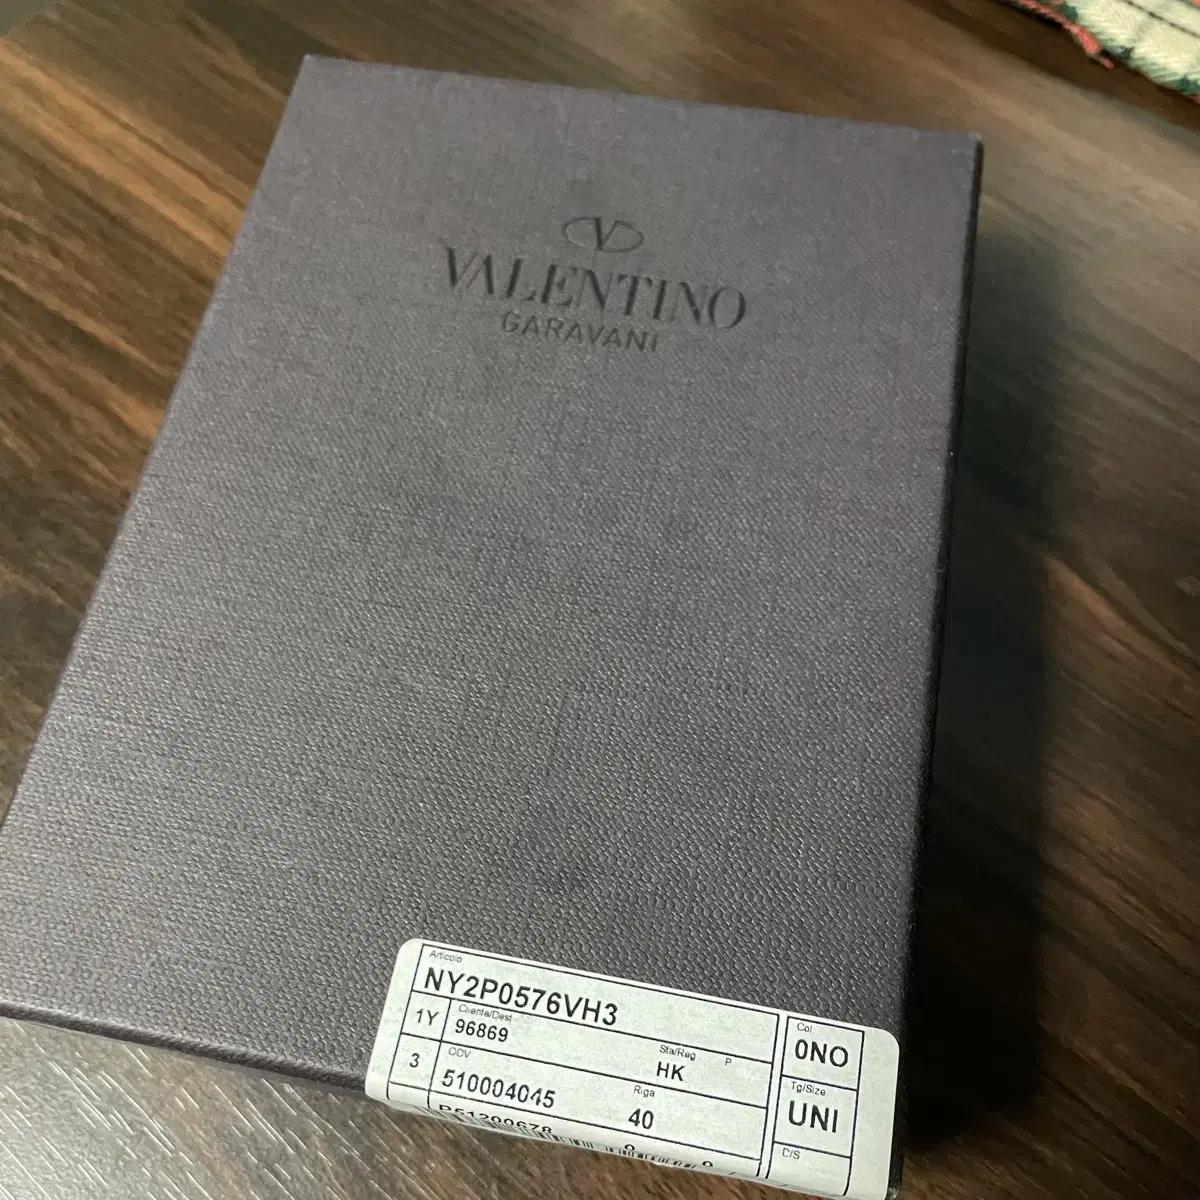 V
VALENTINO
GARAVANI
Articolo
NY2P0576VH3
1Y
Cliente/Dest
96869
Sta/Reg
P
HK
3
ODV
510004045
Riga
40
Col
0NO
Tg/Size
UNI
C/S